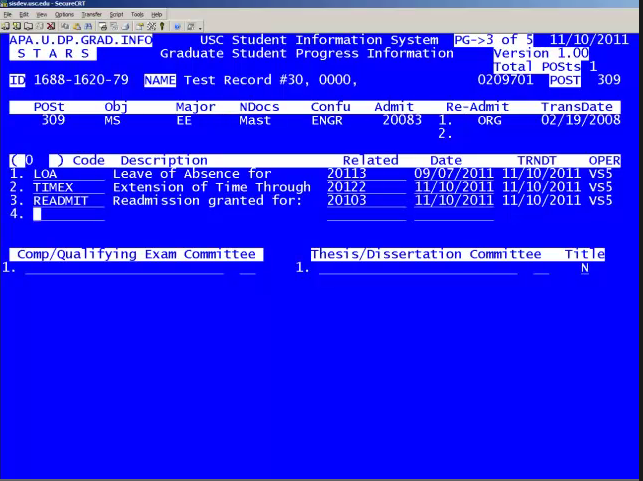 sisdev.usc.edu - SecureCRT
File Edit View Options Transfer Script Tools Help
APA.U.DP.GRAD.INFO USC Student Information System PG->3 of 5 11/10/2011
S T A R S Graduate Student Progress Information Version 1.00
Total POSts 1
ID 1688-1620-79 NAME Test Record #30, 0000, 0209701 POST 309
POSt Obj Major NDocs Confu Admit Re-Admit TransDate
309 MS EE Mast ENGR 20083 1. ORG 02/19/2008
2.
( 0 ) Code Description Related Date TRNDT OPER
1. LOA Leave of Absence for 20113 09/07/2011 11/10/2011 VS5
2. TIMEX Extension of Time Through 20122 11/10/2011 11/10/2011 VS5
3. READMIT Readmission granted for: 20103 11/10/2011 11/10/2011 VS5
4.
Comp/Qualifying Exam Committee Thesis/Dissertation Committee Title
1. 1. N